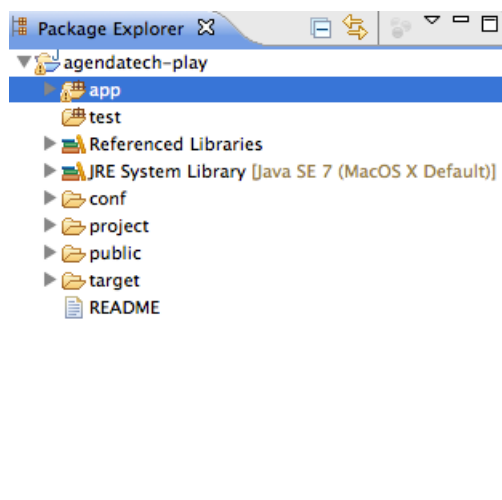 Package Explorer
agendatech-play
app
test
Referenced Libraries
JRE System Library [Java SE 7 (MacOS X Default)]
conf
project
public
target
README